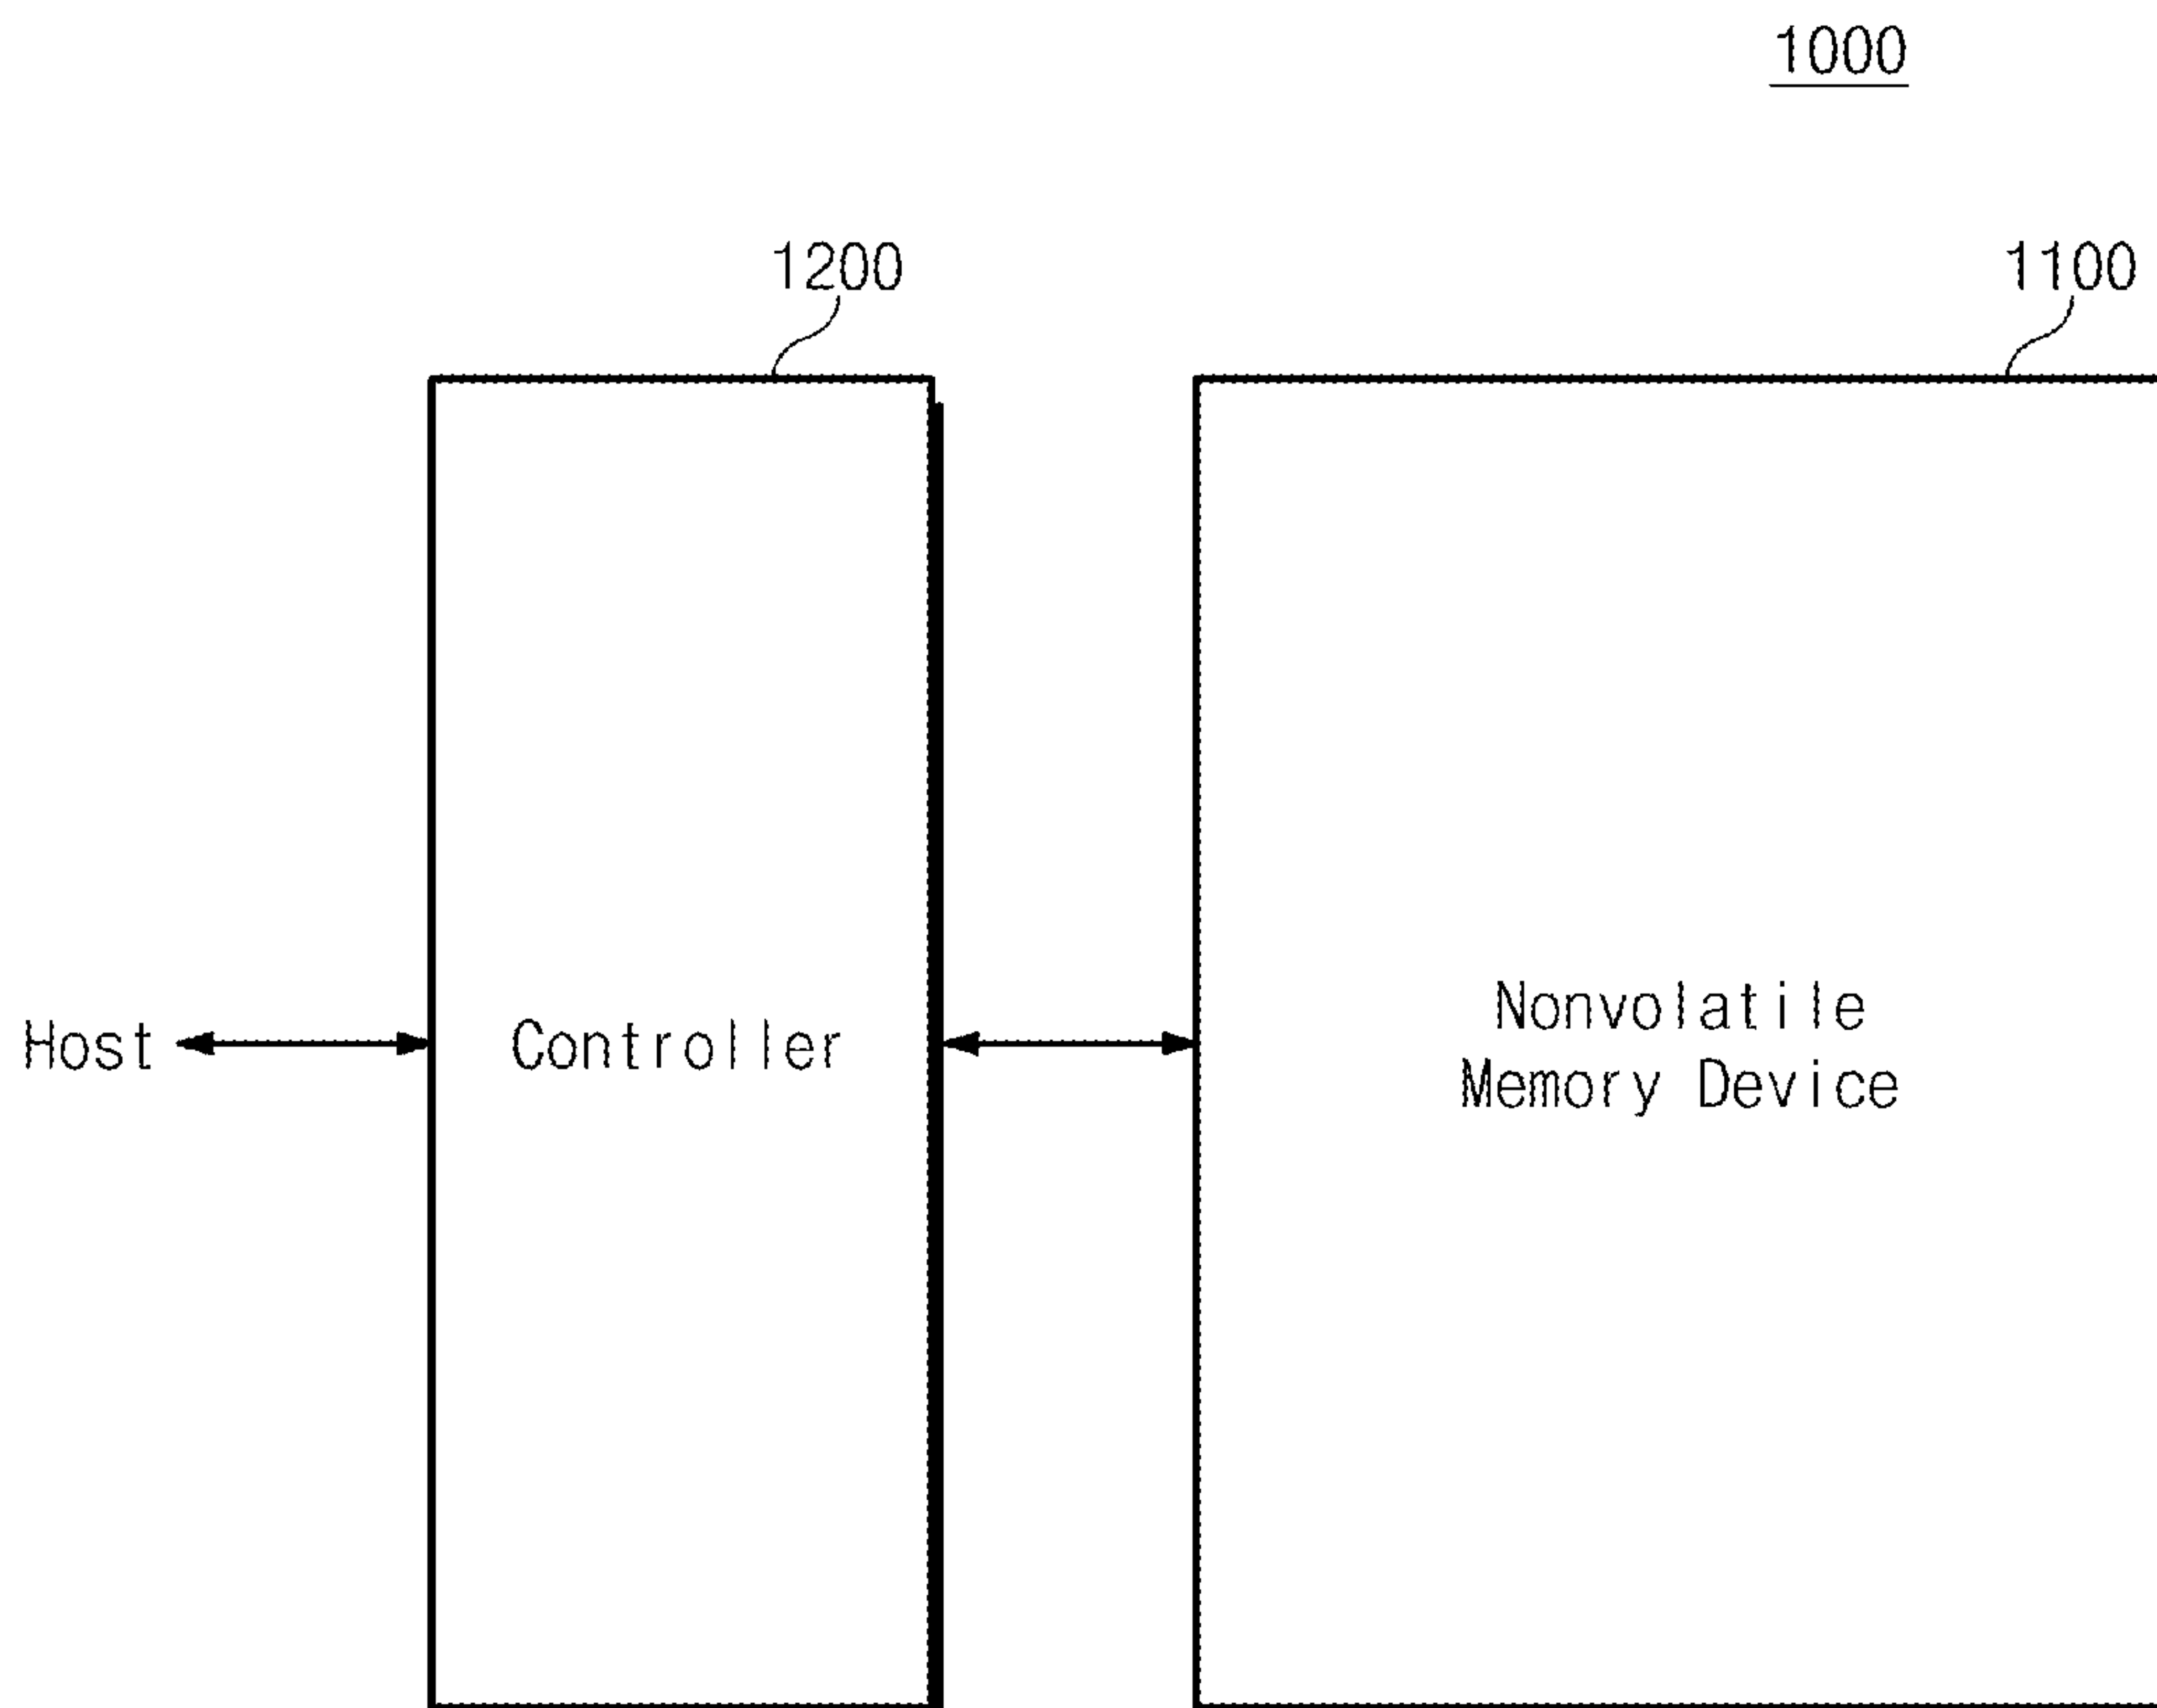 1000
1200
1100
Host
Controller
Nonvolatile
Memory Device